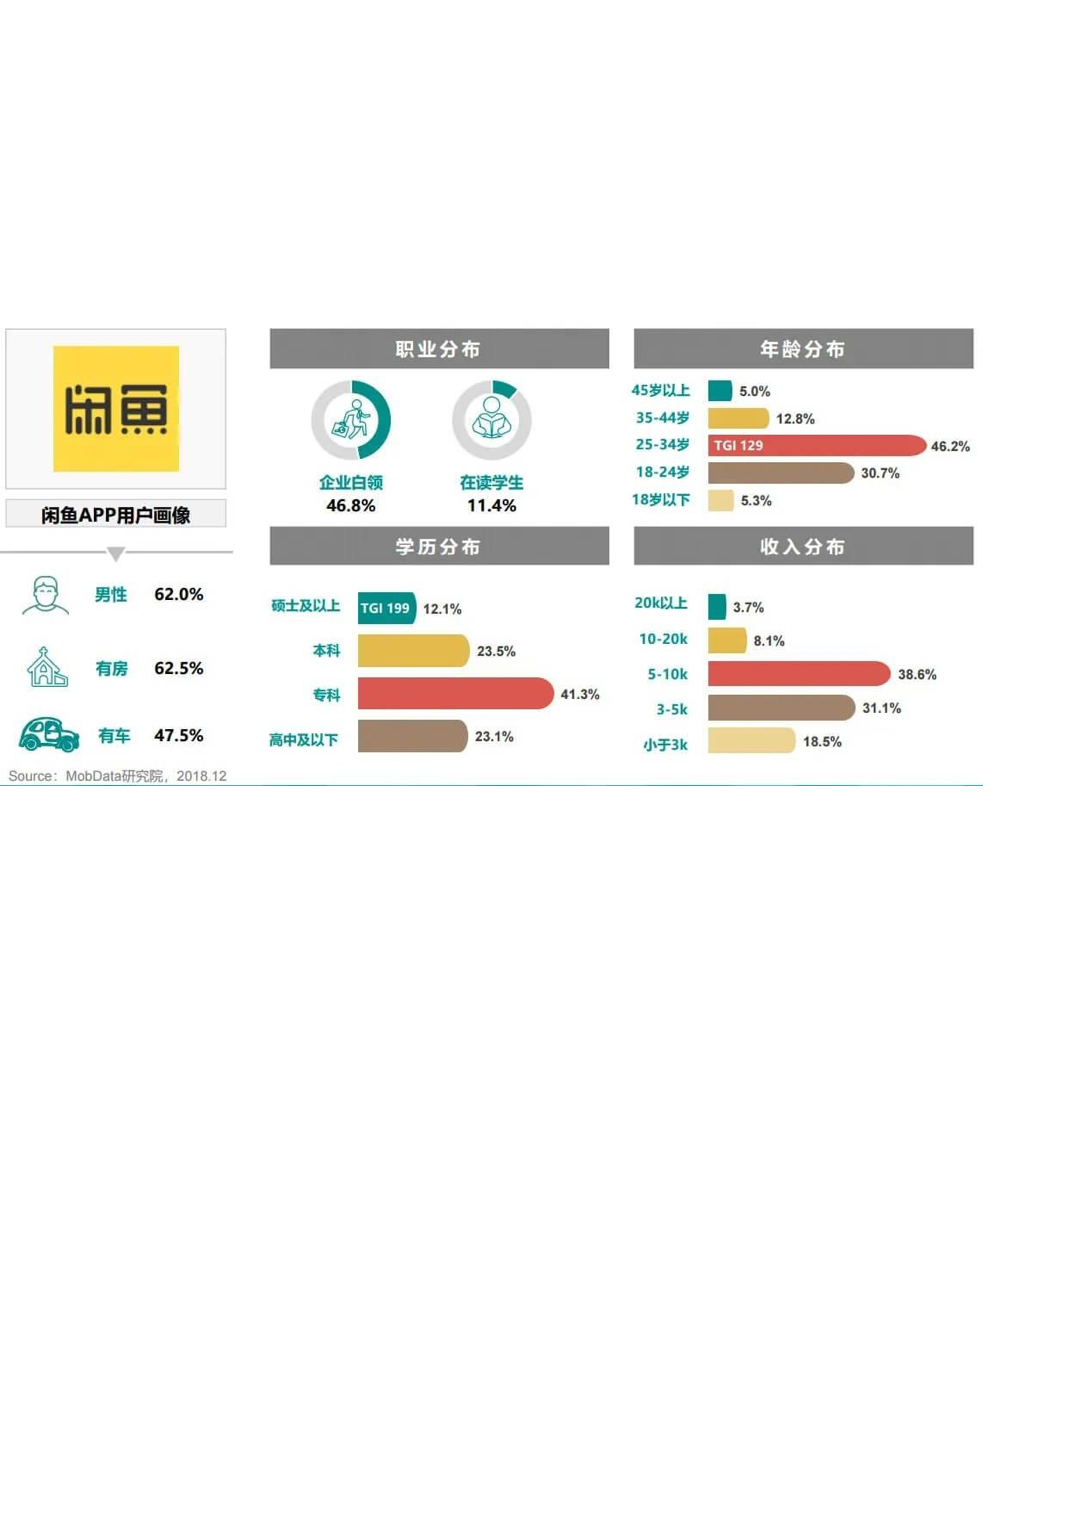 闲鱼
闲鱼APP用户画像
男性 62.0%
有房 62.5%
有车 47.5%
Source：MobData研究院，2018.12
职业分布
企业白领
46.8%
在读学生
11.4%
学历分布
硕士及以上 TGI 199 12.1%
本科 23.5%
专科 41.3%
高中及以下 23.1%
年龄分布
45岁以上 5.0%
35-44岁 12.8%
25-34岁 TGI 129 46.2%
18-24岁 30.7%
18岁以下 5.3%
收入分布
20k以上 3.7%
10-20k 8.1%
5-10k 38.6%
3-5k 31.1%
小于3k 18.5%